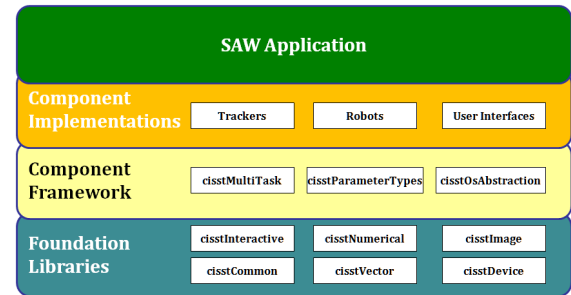 SAW Application
Component
Implementations
Trackers
Robots
User Interfaces
Component
Framework
cisstMultiTask
cisstParameterTypes
cisstOsAbstraction
Foundation
Libraries
cisstInteractive
cisstNumerical
cisstImage
cisstCommon
cisstVector
cisstDevice